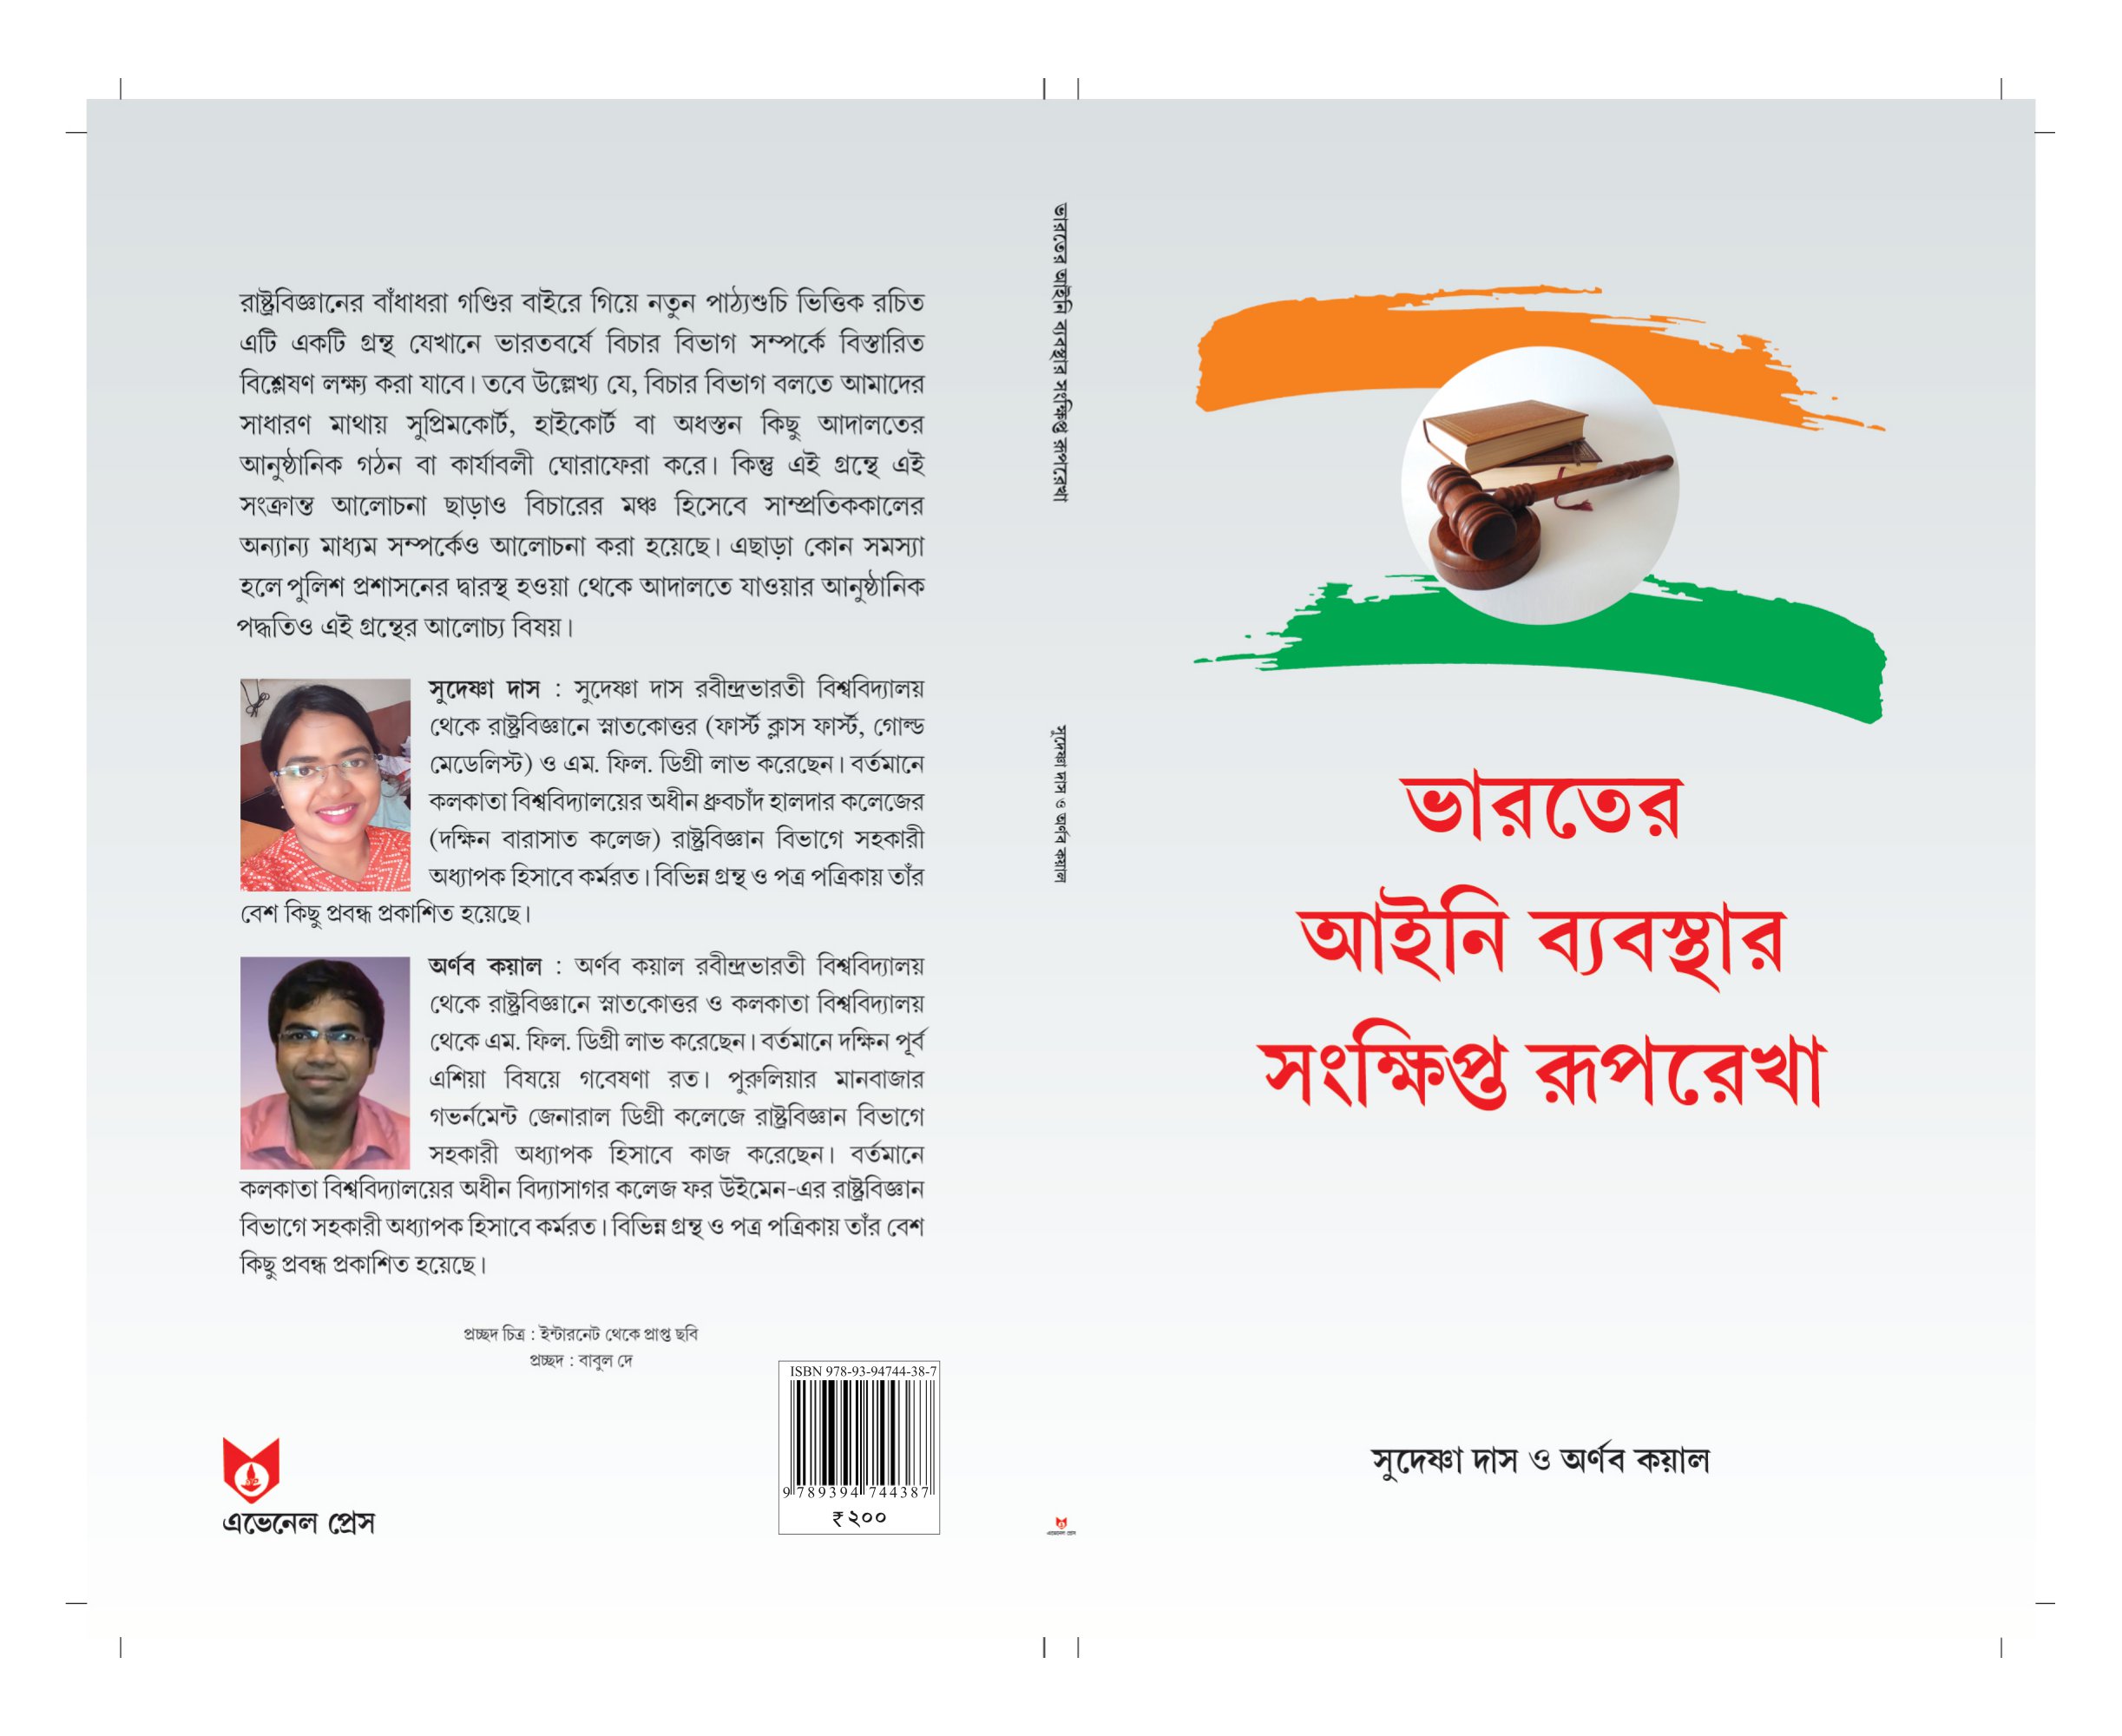 রাষ্ট্রবিজ্ঞানের বাঁধাধরা গণ্ডির বাইরে গিয়ে নতুন পাঠ্যশুচি ভিত্তিক রচিত
এটি একটি গ্রন্থ যেখানে ভারতবর্ষে বিচার বিভাগ সম্পর্কে বিস্তারিত
বিশ্লেষণ লক্ষ্য করা যাবে। তবে উল্লেখ্য যে, বিচার বিভাগ বলতে আমাদের
সাধারণ মাথায় সুপ্রিমকোর্ট, হাইকোর্ট বা অধস্তন কিছু আদালতের
আনুষ্ঠানিক গঠন বা কার্যাবলী ঘোরাফেরা করে। কিন্তু এই গ্রন্থে এই
সংক্রান্ত আলোচনা ছাড়াও বিচারের মঞ্চ হিসেবে সাম্প্রতিককালের
অন্যান্য মাধ্যম সম্পর্কেও আলোচনা করা হয়েছে। এছাড়া কোন সমস্যা
হলে পুলিশ প্রশাসনের দ্বারস্থ হওয়া থেকে আদালতে যাওয়ার আনুষ্ঠানিক
পদ্ধতিও এই গ্রন্থের আলোচ্য বিষয়।
সুদেষ্ণা দাস : সুদেষ্ণা দাস রবীন্দ্রভারতী বিশ্ববিদ্যালয়
থেকে রাষ্ট্রবিজ্ঞানে স্নাতকোত্তর (ফার্স্ট ক্লাস ফার্স্ট, গোল্ড
মেডেলিস্ট) ও এম. ফিল. ডিগ্রী লাভ করেছেন। বর্তমানে
কলকাতা বিশ্ববিদ্যালয়ের অধীন ধ্রুবচাঁদ হালদার কলেজের
(দক্ষিন বারাসাত কলেজ) রাষ্ট্রবিজ্ঞান বিভাগে সহকারী
অধ্যাপক হিসাবে কর্মরত। বিভিন্ন গ্রন্থ ও পত্র পত্রিকায় তাঁর
বেশ কিছু প্রবন্ধ প্রকাশিত হয়েছে।
অর্ণব কয়াল : অর্ণব কয়াল রবীন্দ্রভারতী বিশ্ববিদ্যালয়
থেকে রাষ্ট্রবিজ্ঞানে স্নাতকোত্তর ও কলকাতা বিশ্ববিদ্যালয়
থেকে এম. ফিল. ডিগ্রী লাভ করেছেন। বর্তমানে দক্ষিন পূর্ব
এশিয়া বিষয়ে গবেষণা রত। পুরুলিয়ার মানবাজার
গভর্নমেন্ট জেনারাল ডিগ্রী কলেজে রাষ্ট্রবিজ্ঞান বিভাগে
সহকারী অধ্যাপক হিসাবে কাজ করেছেন। বর্তমানে
কলকাতা বিশ্ববিদ্যালয়ের অধীন বিদ্যাসাগর কলেজ ফর উইমেন-এর রাষ্ট্রবিজ্ঞান
বিভাগে সহকারী অধ্যাপক হিসাবে কর্মরত। বিভিন্ন গ্রন্থ ও পত্র পত্রিকায় তাঁর বেশ
কিছু প্রবন্ধ প্রকাশিত হয়েছে।
প্রচ্ছদ চিত্র : ইন্টারনেট থেকে প্রাপ্ত ছবি
প্রচ্ছদ : বাবুল দে
ISBN 978-93-94744-38-7
9 789394 744387
₹ ২০০
এভেনেল প্রেস
ভারতের আইনি ব্যবস্থার সংক্ষিপ্ত রূপরেখা
সুদেষ্ণা দাস ও অর্ণব কয়াল
এভেনেল প্রেস
ভারতের
আইনি ব্যবস্থার
সংক্ষিপ্ত রূপরেখা
সুদেষ্ণা দাস ও অর্ণব কয়াল